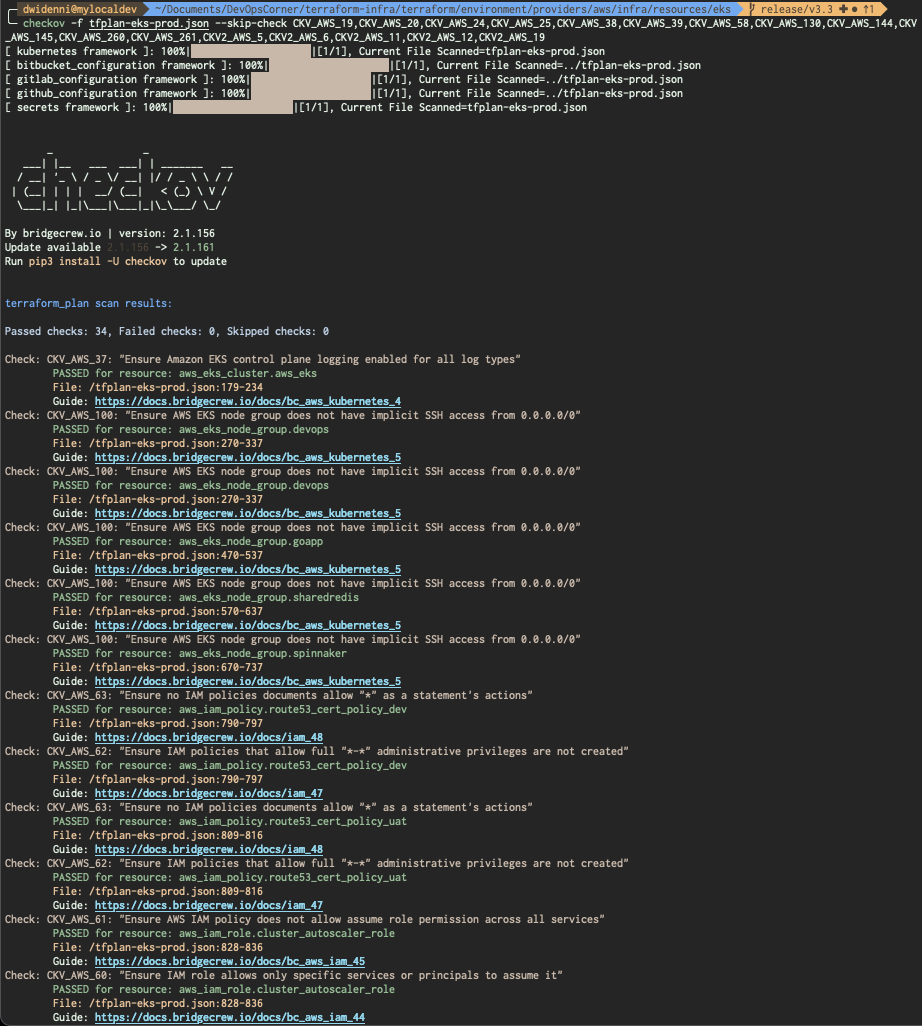 dwidenni@mylocaldev ~/Documents/DevOpsCorner/terraform-infra/terraform/environment/providers/aws/infra/resources/eks release/v3.3 ✚ ● ↑1
checkov -f tfplan-eks-prod.json --skip-check CKV_AWS_19,CKV_AWS_20,CKV_AWS_24,CKV_AWS_25,CKV_AWS_38,CKV_AWS_39,CKV_AWS_58,CKV_AWS_130,CKV_AWS_144,CKV
_AWS_145,CKV_AWS_260,CKV_AWS_261,CKV2_AWS_5,CKV2_AWS_6,CKV2_AWS_11,CKV2_AWS_12,CKV2_AWS_19
[ kubernetes framework ]: 100%| |[1/1], Current File Scanned=tfplan-eks-prod.json
[ bitbucket_configuration framework ]: 100%| |[1/1], Current File Scanned=../tfplan-eks-prod.json
[ gitlab_configuration framework ]: 100%| |[1/1], Current File Scanned=../tfplan-eks-prod.json
[ github_configuration framework ]: 100%| |[1/1], Current File Scanned=../tfplan-eks-prod.json
[ secrets framework ]: 100%| |[1/1], Current File Scanned=tfplan-eks-prod.json
checkov
By bridgecrew.io | version: 2.1.156
Update available 2.1.156 -> 2.1.161
Run pip3 install -U checkov to update
terraform_plan scan results:
Passed checks: 34, Failed checks: 0, Skipped checks: 0
Check: CKV_AWS_37: "Ensure Amazon EKS control plane logging enabled for all log types"
PASSED for resource: aws_eks_cluster.aws_eks
File: /tfplan-eks-prod.json:179-234
Guide: https://docs.bridgecrew.io/docs/bc_aws_kubernetes_4
Check: CKV_AWS_100: "Ensure AWS EKS node group does not have implicit SSH access from 0.0.0.0/0"
PASSED for resource: aws_eks_node_group.devops
File: /tfplan-eks-prod.json:270-337
Guide: https://docs.bridgecrew.io/docs/bc_aws_kubernetes_5
Check: CKV_AWS_100: "Ensure AWS EKS node group does not have implicit SSH access from 0.0.0.0/0"
PASSED for resource: aws_eks_node_group.devops
File: /tfplan-eks-prod.json:270-337
Guide: https://docs.bridgecrew.io/docs/bc_aws_kubernetes_5
Check: CKV_AWS_100: "Ensure AWS EKS node group does not have implicit SSH access from 0.0.0.0/0"
PASSED for resource: aws_eks_node_group.goapp
File: /tfplan-eks-prod.json:470-537
Guide: https://docs.bridgecrew.io/docs/bc_aws_kubernetes_5
Check: CKV_AWS_100: "Ensure AWS EKS node group does not have implicit SSH access from 0.0.0.0/0"
PASSED for resource: aws_eks_node_group.sharedredis
File: /tfplan-eks-prod.json:570-637
Guide: https://docs.bridgecrew.io/docs/bc_aws_kubernetes_5
Check: CKV_AWS_100: "Ensure AWS EKS node group does not have implicit SSH access from 0.0.0.0/0"
PASSED for resource: aws_eks_node_group.spinnaker
File: /tfplan-eks-prod.json:670-737
Guide: https://docs.bridgecrew.io/docs/bc_aws_kubernetes_5
Check: CKV_AWS_63: "Ensure no IAM policies documents allow "*" as a statement's actions"
PASSED for resource: aws_iam_policy.route53_cert_policy_dev
File: /tfplan-eks-prod.json:790-797
Guide: https://docs.bridgecrew.io/docs/iam_48
Check: CKV_AWS_62: "Ensure IAM policies that allow full "*-*" administrative privileges are not created"
PASSED for resource: aws_iam_policy.route53_cert_policy_dev
File: /tfplan-eks-prod.json:790-797
Guide: https://docs.bridgecrew.io/docs/iam_47
Check: CKV_AWS_63: "Ensure no IAM policies documents allow "*" as a statement's actions"
PASSED for resource: aws_iam_policy.route53_cert_policy_uat
File: /tfplan-eks-prod.json:809-816
Guide: https://docs.bridgecrew.io/docs/iam_48
Check: CKV_AWS_62: "Ensure IAM policies that allow full "*-*" administrative privileges are not created"
PASSED for resource: aws_iam_policy.route53_cert_policy_uat
File: /tfplan-eks-prod.json:809-816
Guide: https://docs.bridgecrew.io/docs/iam_47
Check: CKV_AWS_61: "Ensure AWS IAM policy does not allow assume role permission across all services"
PASSED for resource: aws_iam_role.cluster_autoscaler_role
File: /tfplan-eks-prod.json:828-836
Guide: https://docs.bridgecrew.io/docs/bc_aws_iam_45
Check: CKV_AWS_60: "Ensure IAM role allows only specific services or principals to assume it"
PASSED for resource: aws_iam_role.cluster_autoscaler_role
File: /tfplan-eks-prod.json:828-836
Guide: https://docs.bridgecrew.io/docs/bc_aws_iam_44